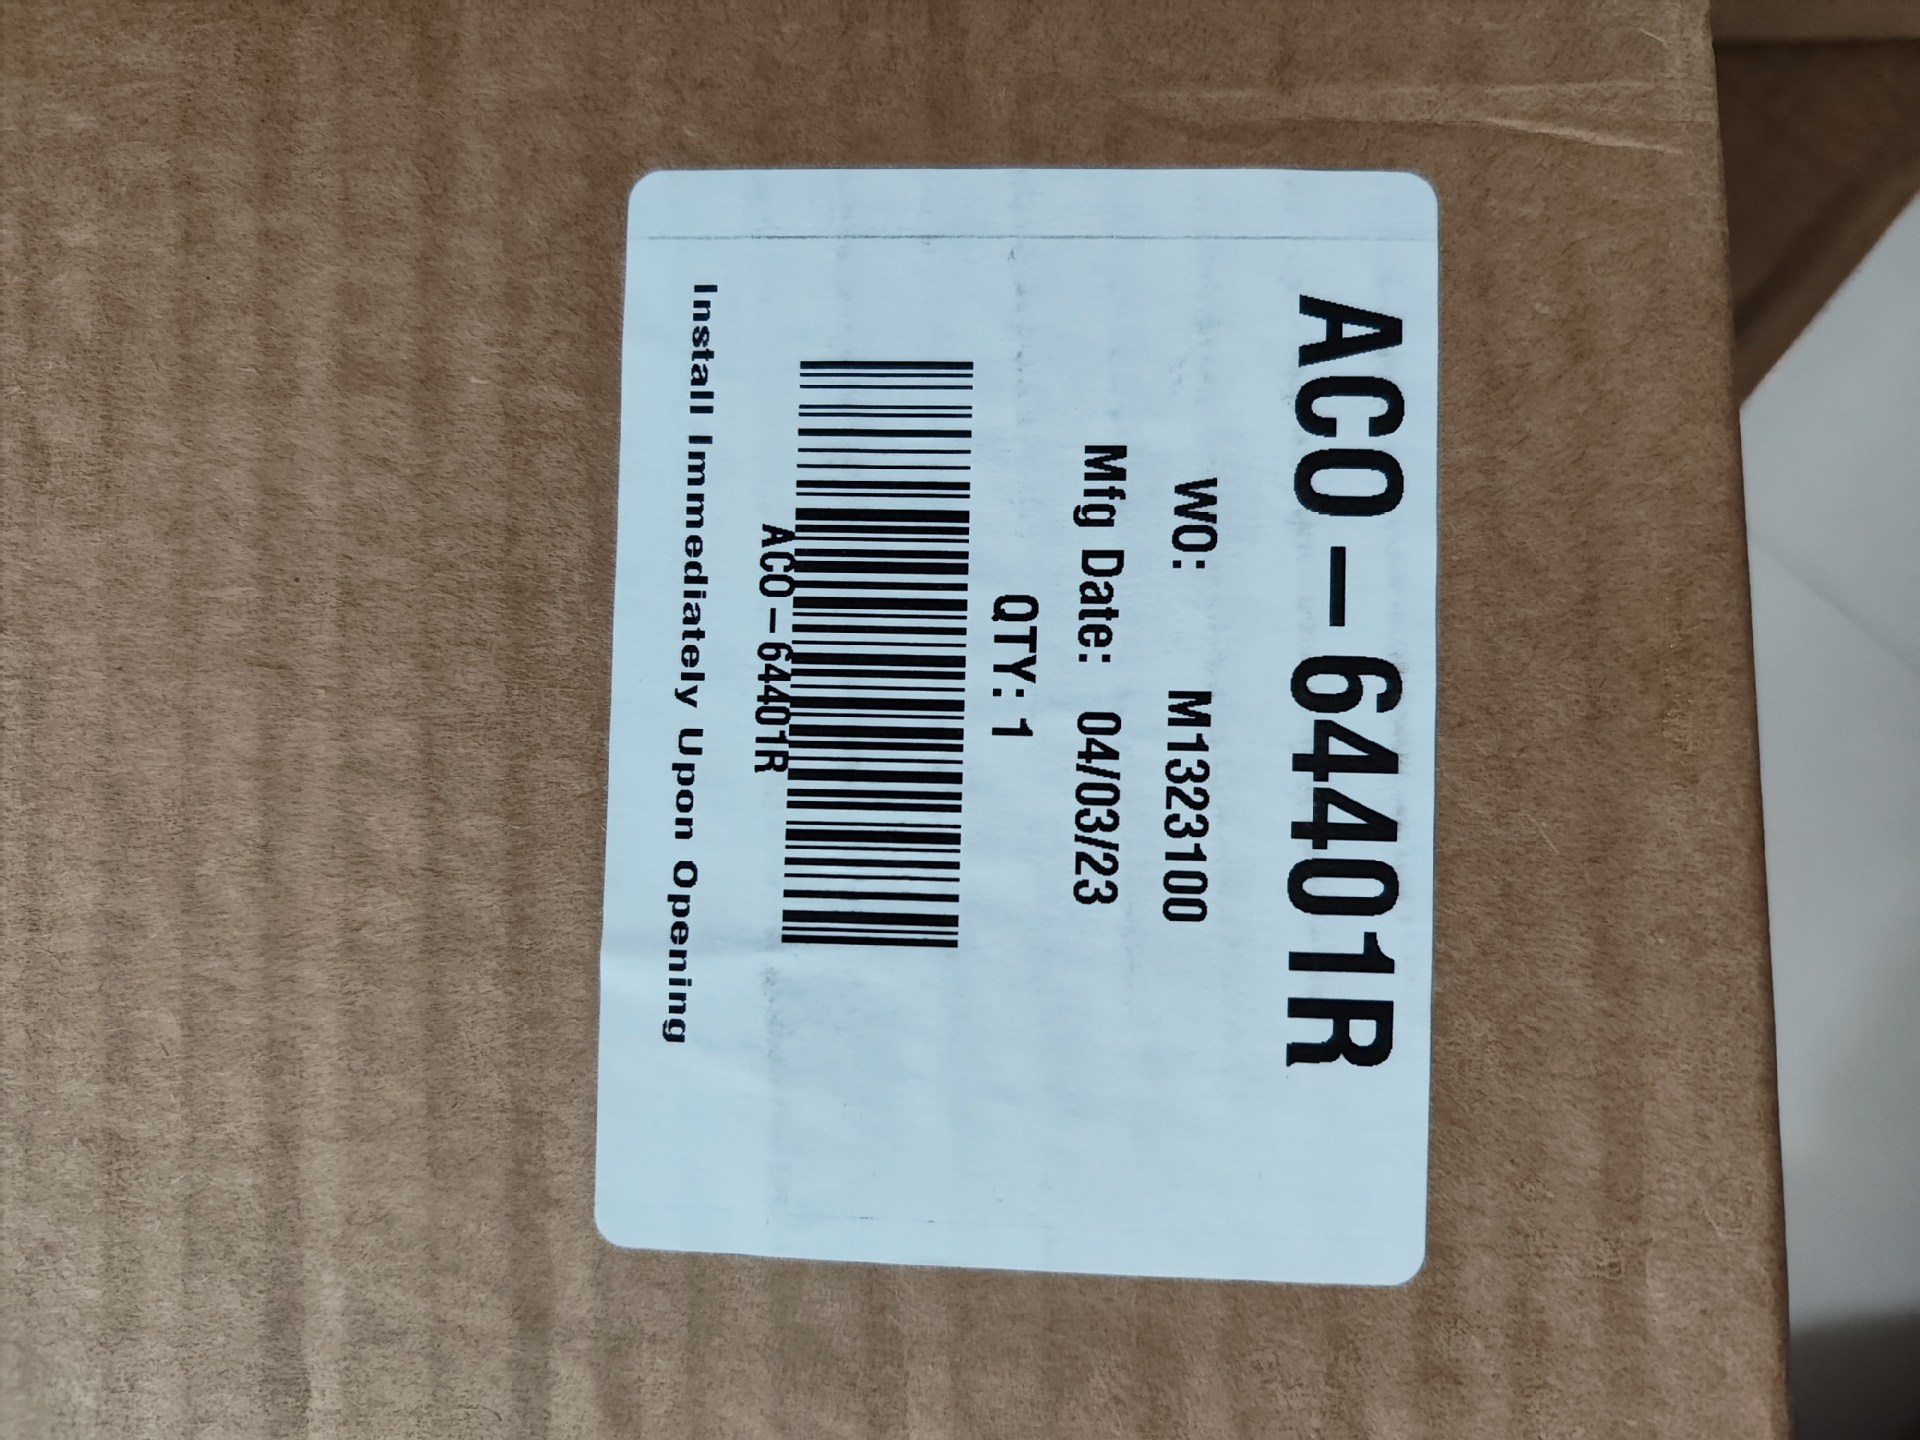 ACO-64401R
WO: M1323100
Mfg Date: 04/03/23
QTY: 1
ACO-64401R
Install Immediately Upon Opening